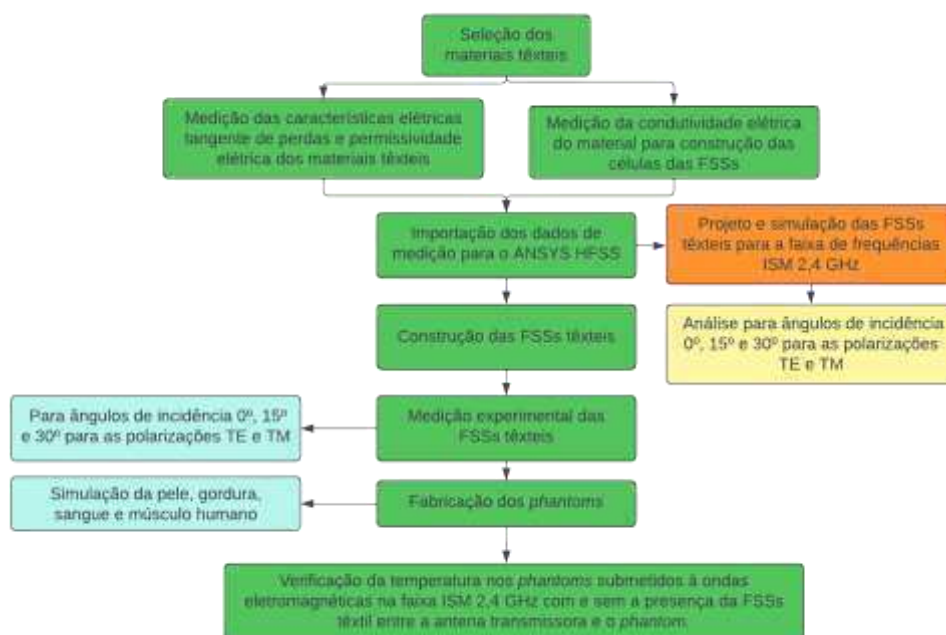 Seleção dos
materiais têxteis
Medição das características elétricas
tangente de perdas e permissividade
elétrica dos materiais têxteis
Medição da condutividade elétrica
do material para construção das
células das FSSs
Importação dos dados de
medição para o ANSYS HFSS
Projeto e simulação das FSSs
têxteis para a faixa de frequências
ISM 2,4 GHz
Construção das FSSs têxteis
Análise para ângulos de incidência
0º, 15º e 30º para as polarizações
TE e TM
Para ângulos de incidência 0º, 15º
e 30º para as polarizações TE e TM
Medição experimental das
FSSs têxteis
Simulação da pele, gordura,
sangue e músculo humano
Fabricação dos phantoms
Verificação da temperatura nos phantoms submetidos à ondas
eletromagnéticas na faixa ISM 2,4 GHz com e sem a presença da FSSs
têxtil entre a antena transmissora e o phantom.